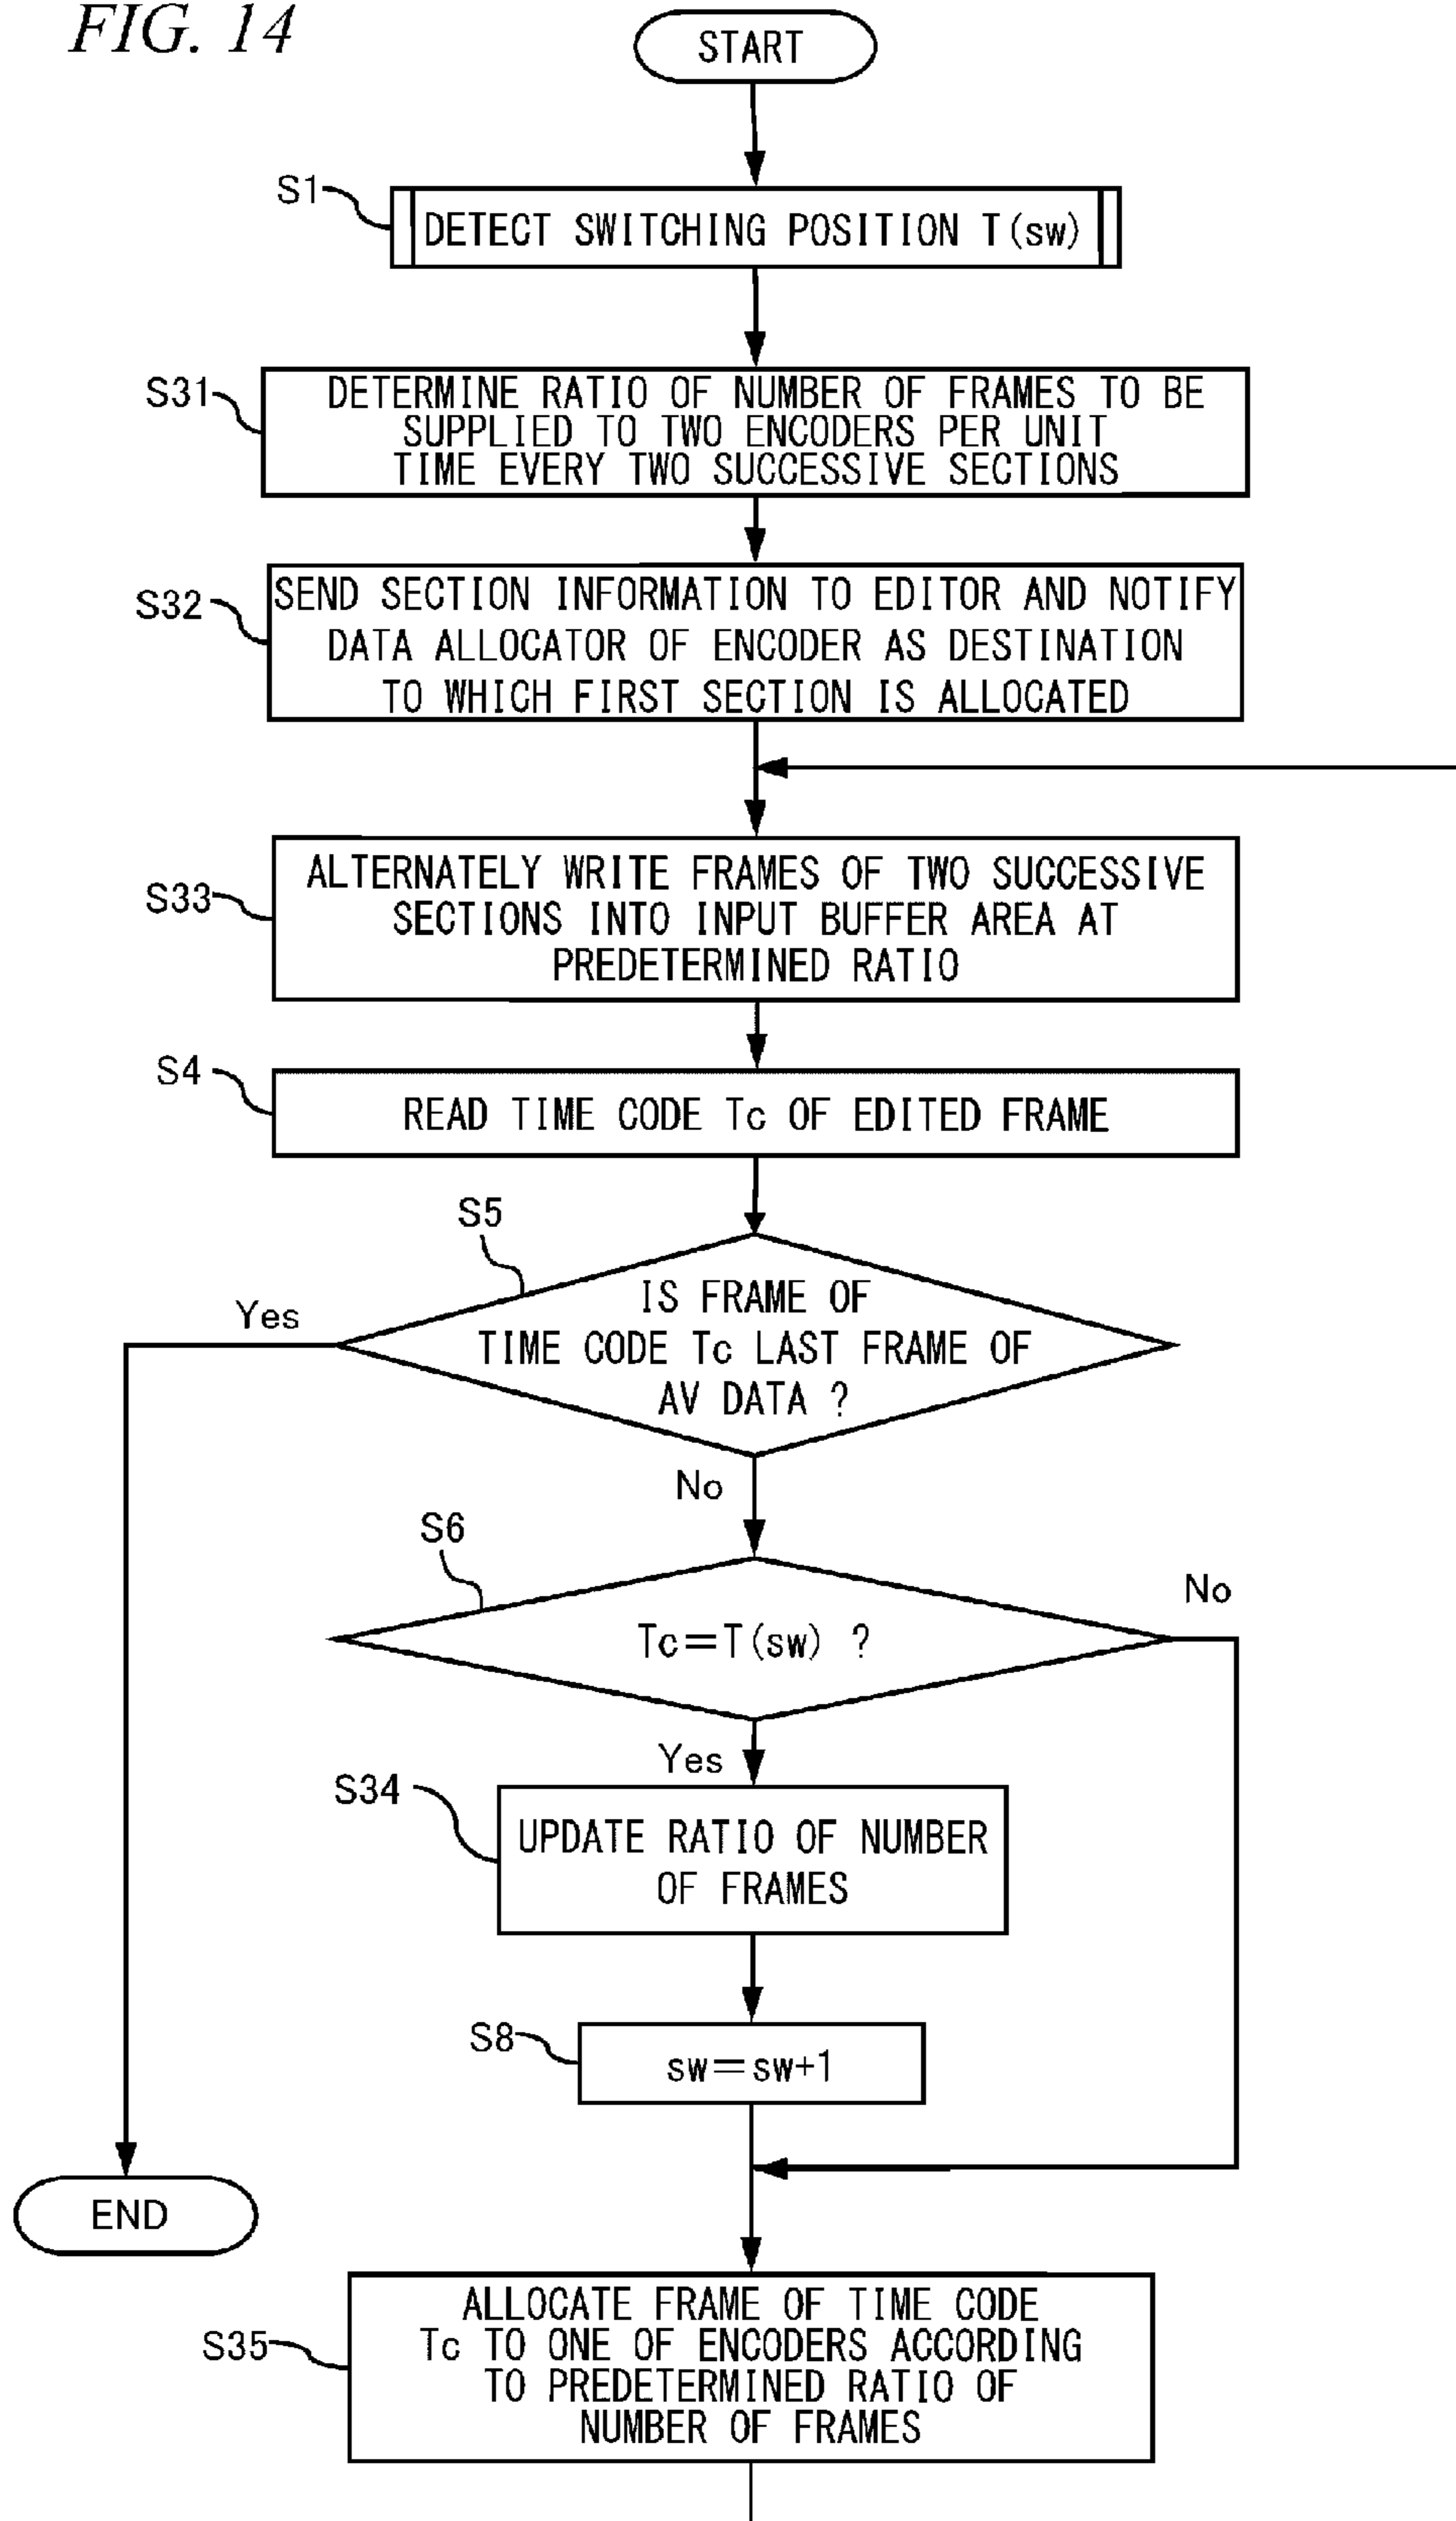 FIG. 14
START
S1
DETECT SWITCHING POSITION T(sw)
S31
DETERMINE RATIO OF NUMBER OF FRAMES TO BE
SUPPLIED TO TWO ENCODERS PER UNIT
TIME EVERY TWO SUCCESSIVE SECTIONS
S32
SEND SECTION INFORMATION TO EDITOR AND NOTIFY
DATA ALLOCATOR OF ENCODER AS DESTINATION
TO WHICH FIRST SECTION IS ALLOCATED
S33
ALTERNATELY WRITE FRAMES OF TWO SUCCESSIVE
SECTIONS INTO INPUT BUFFER AREA AT
PREDETERMINED RATIO
S4
READ TIME CODE Tc OF EDITED FRAME
S5
IS FRAME OF
TIME CODE Tc LAST FRAME OF
AV DATA ?
Yes
No
S6
Tc=T(sw) ?
No
Yes
S34
UPDATE RATIO OF NUMBER
OF FRAMES
S8
sw=sw+1
END
S35
ALLOCATE FRAME OF TIME CODE
Tc TO ONE OF ENCODERS ACCORDING
TO PREDETERMINED RATIO OF
NUMBER OF FRAMES